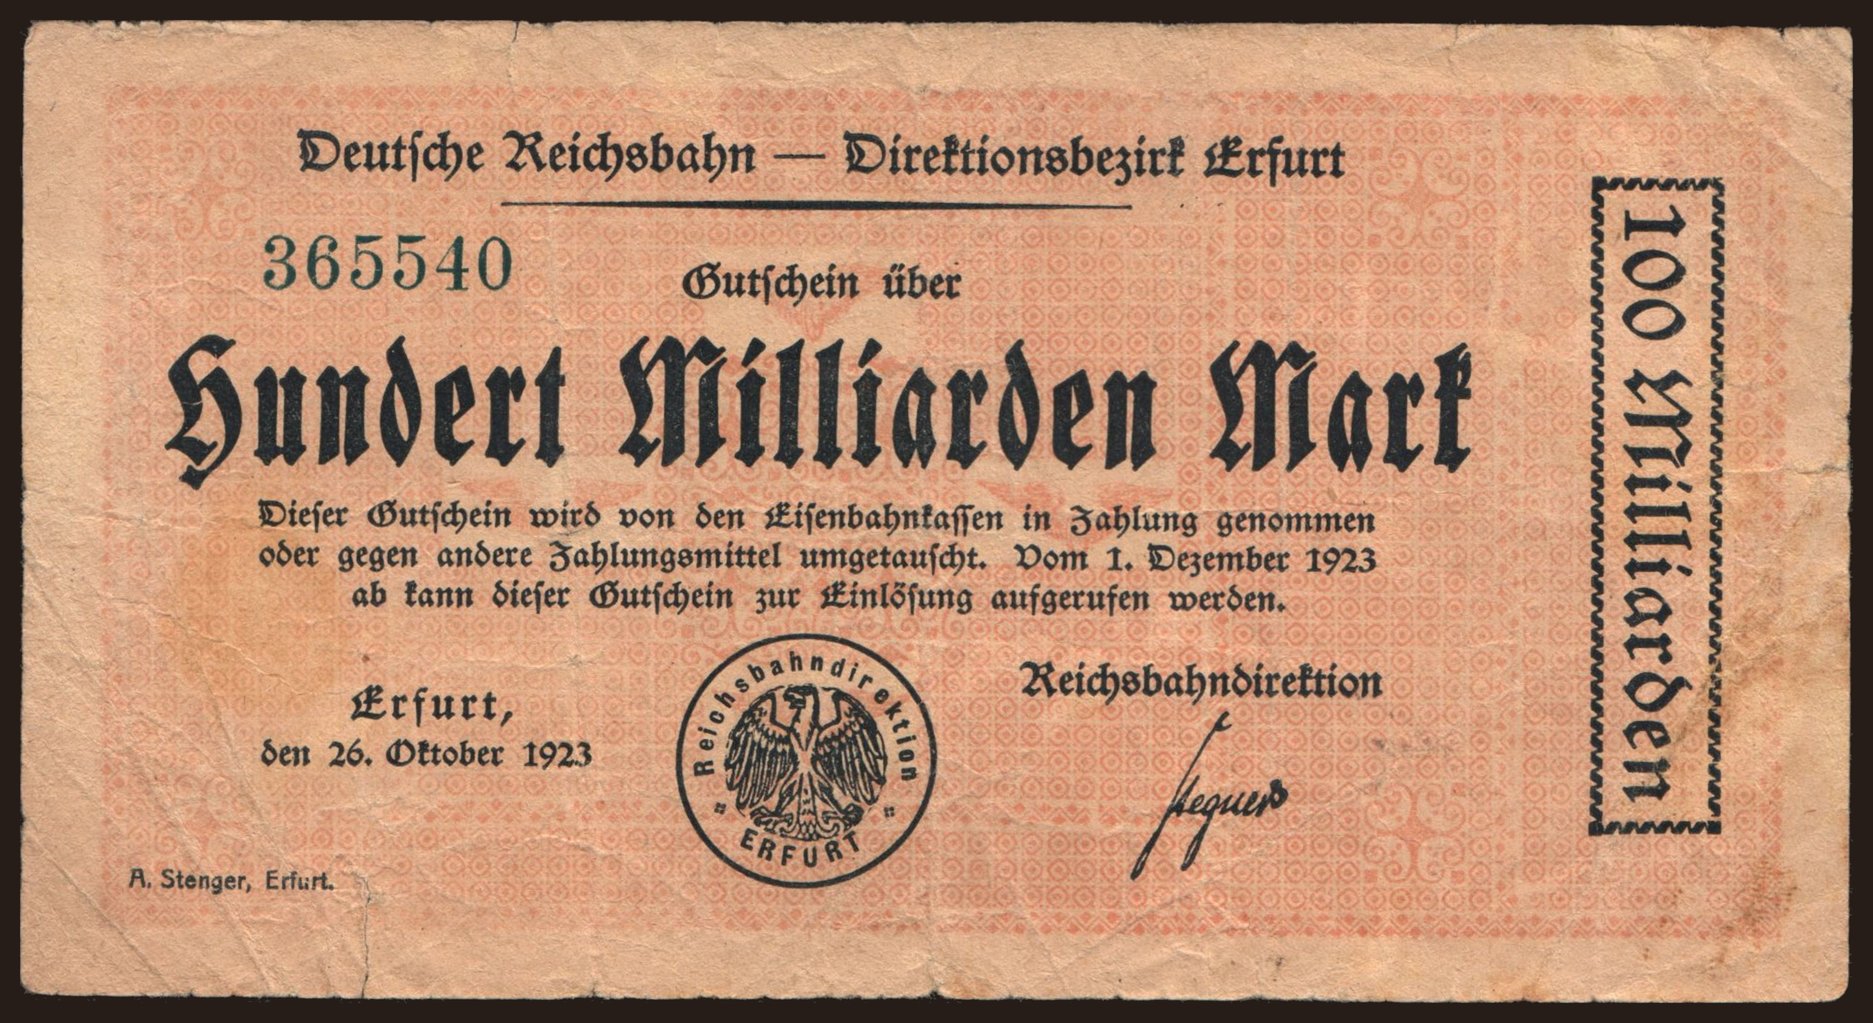 Deutsche Reichsbahn — Direktionsbezirk Erfurt
365540
Gutschein über
Hundert Milliarden Mark
Dieser Gutschein wird von den Eisenbahnkassen in Zahlung genommen
oder gegen andere Zahlungsmittel umgetauscht. Vom 1. Dezember 1923
ab kann dieser Gutschein zur Einlösung aufgerufen werden.
Erfurt,
den 26. Oktober 1923
Reichsbahndirektion
ERFURT
Reichsbahndirektion
A. Stenger, Erfurt.
100 Milliarden